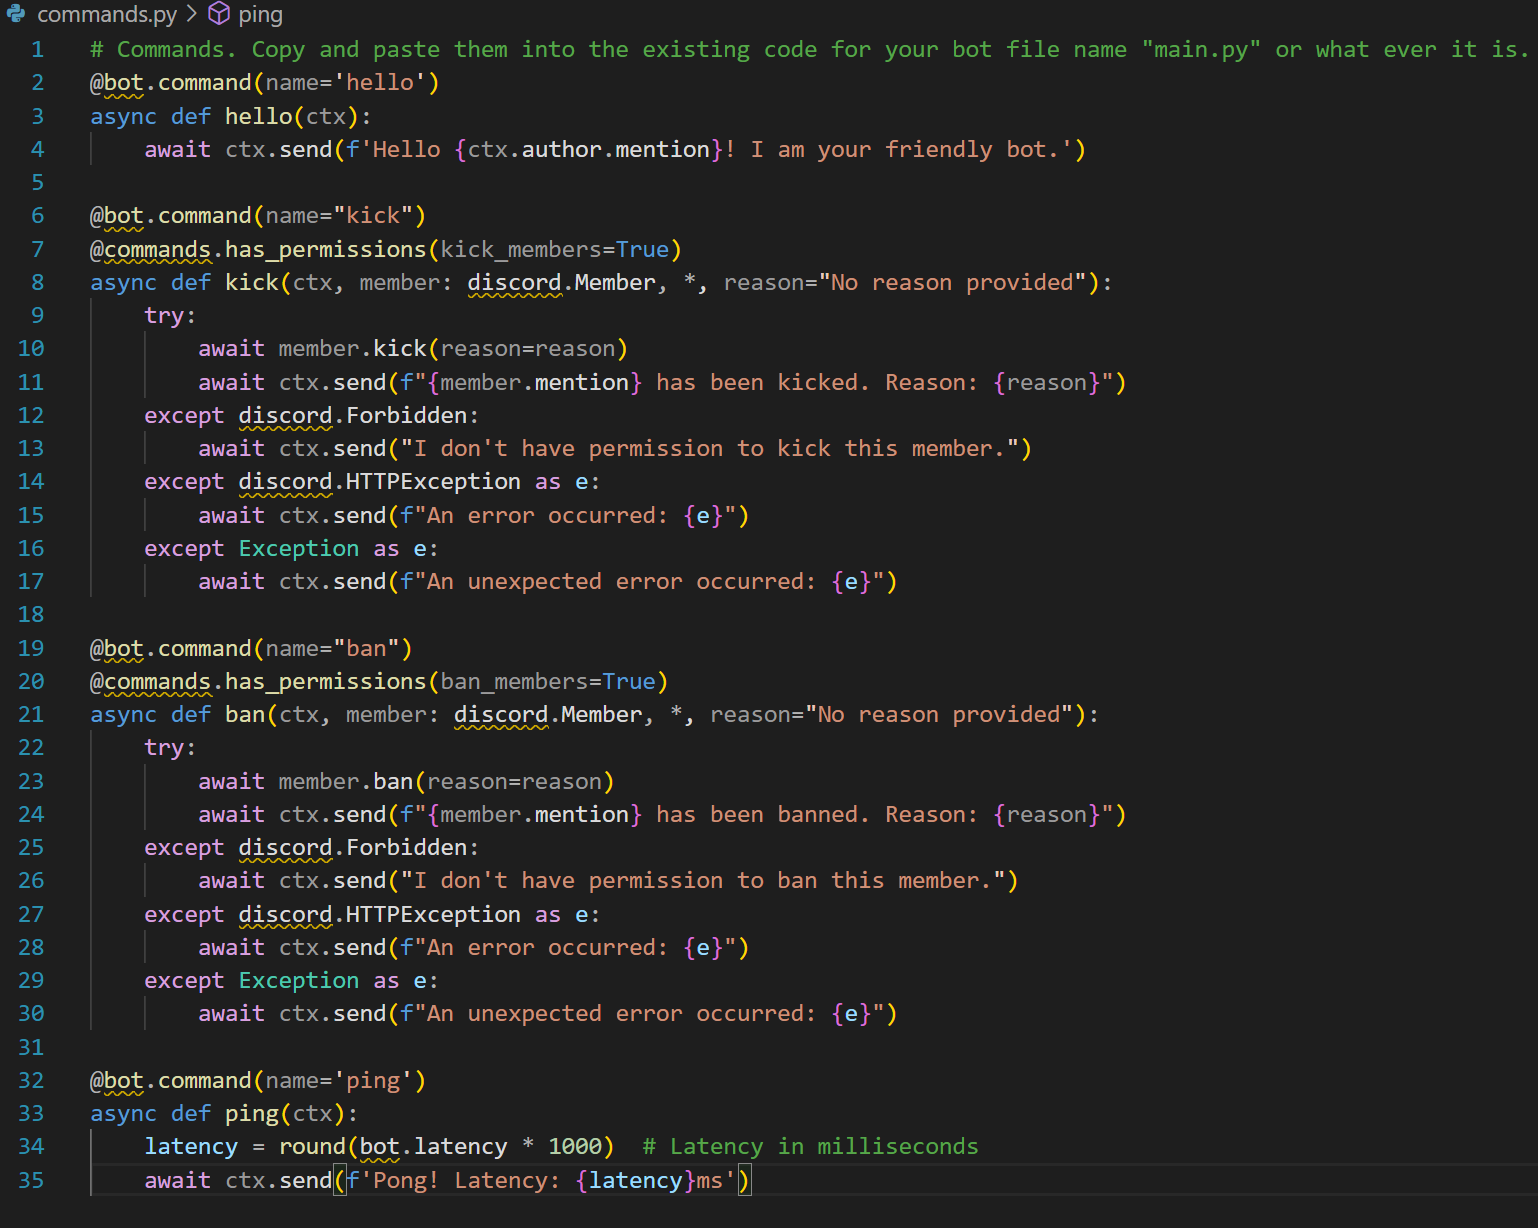 commands.py > ping
1 # Commands. Copy and paste them into the existing code for your bot file name "main.py" or what ever it is.
2 @bot.command(name='hello')
3 async def hello(ctx):
4     await ctx.send(f'Hello {ctx.author.mention}! I am your friendly bot.')
5
6 @bot.command(name="kick")
7 @commands.has_permissions(kick_members=True)
8 async def kick(ctx, member: discord.Member, *, reason="No reason provided"):
9     try:
10         await member.kick(reason=reason)
11         await ctx.send(f"{member.mention} has been kicked. Reason: {reason}")
12     except discord.Forbidden:
13         await ctx.send("I don't have permission to kick this member.")
14     except discord.HTTPException as e:
15         await ctx.send(f"An error occurred: {e}")
16     except Exception as e:
17         await ctx.send(f"An unexpected error occurred: {e}")
18
19 @bot.command(name="ban")
20 @commands.has_permissions(ban_members=True)
21 async def ban(ctx, member: discord.Member, *, reason="No reason provided"):
22     try:
23         await member.ban(reason=reason)
24         await ctx.send(f"{member.mention} has been banned. Reason: {reason}")
25     except discord.Forbidden:
26         await ctx.send("I don't have permission to ban this member.")
27     except discord.HTTPException as e:
28         await ctx.send(f"An error occurred: {e}")
29     except Exception as e:
30         await ctx.send(f"An unexpected error occurred: {e}")
31
32 @bot.command(name='ping')
33 async def ping(ctx):
34     latency = round(bot.latency * 1000)  # Latency in milliseconds
35     await ctx.send(f'Pong! Latency: {latency}ms')